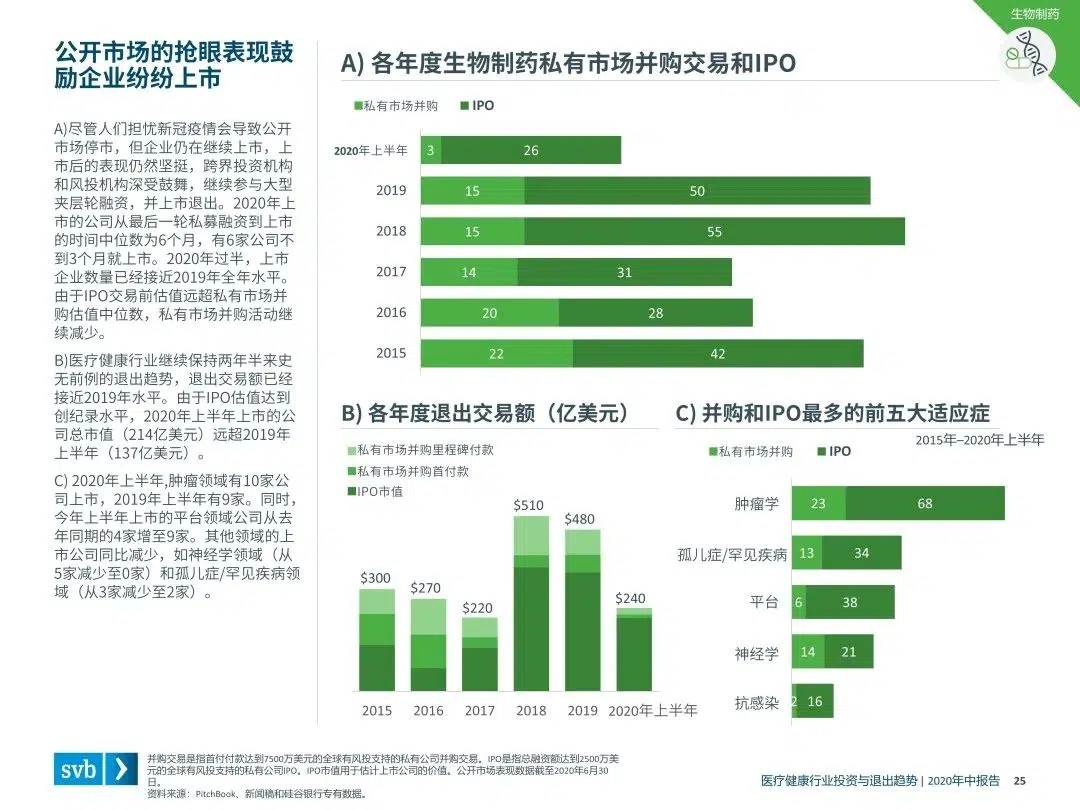 生物制药
公开市场的抢眼表现鼓
励企业纷纷上市
A)尽管人们担忧新冠疫情会导致公开
市场停市，但企业仍在继续上市，上
市后的表现仍然坚挺，跨界投资机构
和风投机构深受鼓舞，继续参与大型
夹层轮融资，并上市退出。2020年上
市的公司从最后一轮私募融资到上市
的时间中位数为6个月，有6家公司不
到3个月就上市。2020年过半，上市
企业数量已经接近2019年全年水平。
由于IPO交易前估值远超私有市场并
购估值中位数，私有市场并购活动继
续减少。
B)医疗健康行业继续保持两年半来史
无前例的退出趋势，退出交易额已经
接近2019年水平。由于IPO估值达到
创纪录水平，2020年上半年上市的公
司总市值（214亿美元）远超2019年
上半年（137亿美元）。
C) 2020年上半年,肿瘤领域有10家公
司上市，2019年上半年有9家。同时，
今年上半年上市的平台领域公司从去
年同期的4家增至9家。其他领域的上
市公司同比减少，如神经学领域（从
5家减少至0家）和孤儿症/罕见疾病领
域（从3家减少至2家）。
A) 各年度生物制药私有市场并购交易和IPO
私有市场并购 IPO
2020年上半年 3 26
2019 15 50
2018 15 55
2017 14 31
2016 20 28
2015 22 42
B) 各年度退出交易额（亿美元）
私有市场并购里程碑付款
私有市场并购首付款
IPO市值
$300 $270 $220 $510 $480 $240
2015 2016 2017 2018 2019 2020年上半年
C) 并购和IPO最多的前五大适应症
2015年–2020年上半年
私有市场并购 IPO
肿瘤学 23 68
孤儿症/罕见疾病 13 34
平台 6 38
神经学 14 21
抗感染 2 16
svb
并购交易是指首付付款达到7500万美元的全球有风投支持的私有公司并购交易。IPO是指总融资额达到2500万美
元的全球有风投支持的私有公司IPO。IPO市值用于估计上市公司的价值。公开市场表现数据截至2020年6月30
日。
资料来源：PitchBook、新闻稿和硅谷银行专有数据。
医疗健康行业投资与退出趋势 | 2020年中报告 25